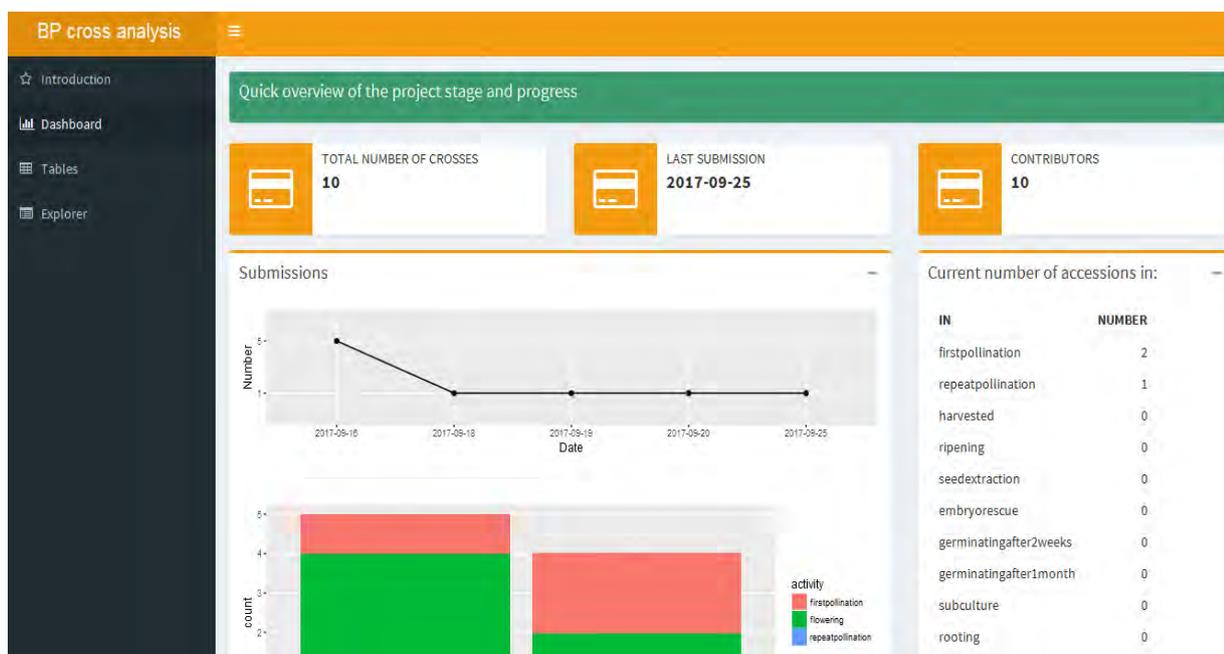 BP cross analysis
Introduction
Dashboard
Tables
Explorer
Quick overview of the project stage and progress
TOTAL NUMBER OF CROSSES
10
LAST SUBMISSION
2017-09-25
CONTRIBUTORS
10
Submissions
Number
5
1
2017-09-16
2017-09-18
2017-09-19
2017-09-20
2017-09-25
Date
count
5
4
3
2
activity
firstpollination
flowering
repeatpollination
Current number of accessions in:
IN NUMBER
firstpollination 2
repeatpollination 1
harvested 0
ripening 0
seedextraction 0
embryorescue 0
germinatingafter2weeks 0
germinatingafter1month 0
subculture 0
rooting 0